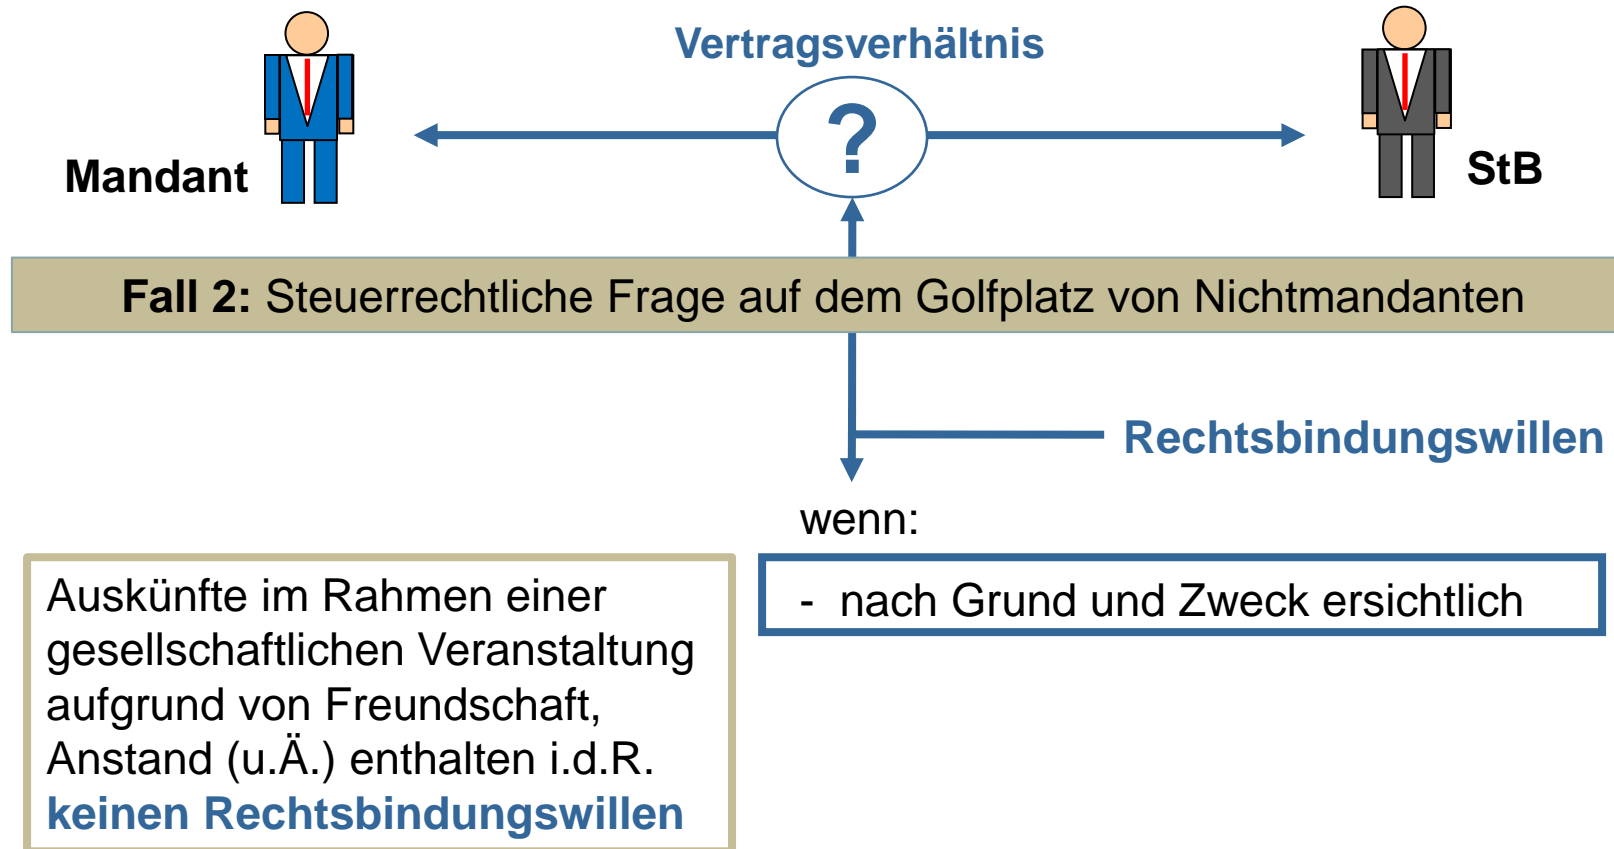 Vertragsverhältnis
?
Mandant
StB
Fall 2: Steuerrechtliche Frage auf dem Golfplatz von Nichtmandanten
Rechtsbindungswillen
wenn:
- nach Grund und Zweck ersichtlich
Auskünfte im Rahmen einer
gesellschaftlichen Veranstaltung
aufgrund von Freundschaft,
Anstand (u.Ä.) enthalten i.d.R.
keinen Rechtsbindungswillen